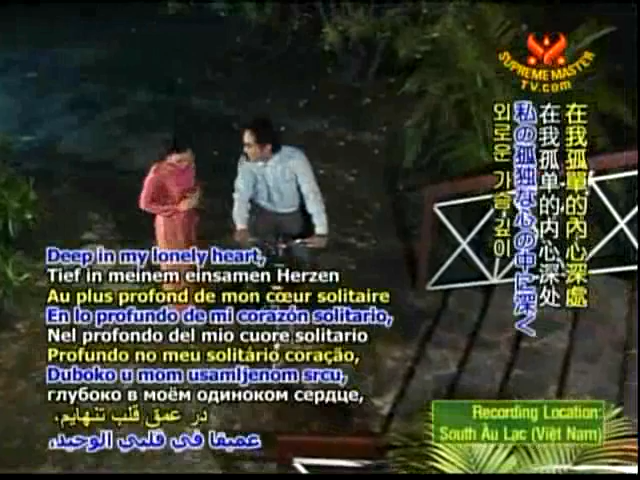 SUPREME MASTER
TV.com
在我孤單的內心深處
在我孤单的内心深处
私の孤独な心の中に深く
외로운 가슴 깊이
Deep in my lonely heart,
Tief in meinem einsamen Herzen
Au plus profond de mon cœur solitaire
En lo profundo de mi corazón solitario,
Nel profondo del mio cuore solitario
Profundo no meu solitário coração,
Duboko u mom usamljenom srcu,
глубоко в моём одиноком сердце,
در عمق قلب تنهایم،
عميقا في قلبي الوحيد،
Recording Location:
South Âu Lạc (Việt Nam)